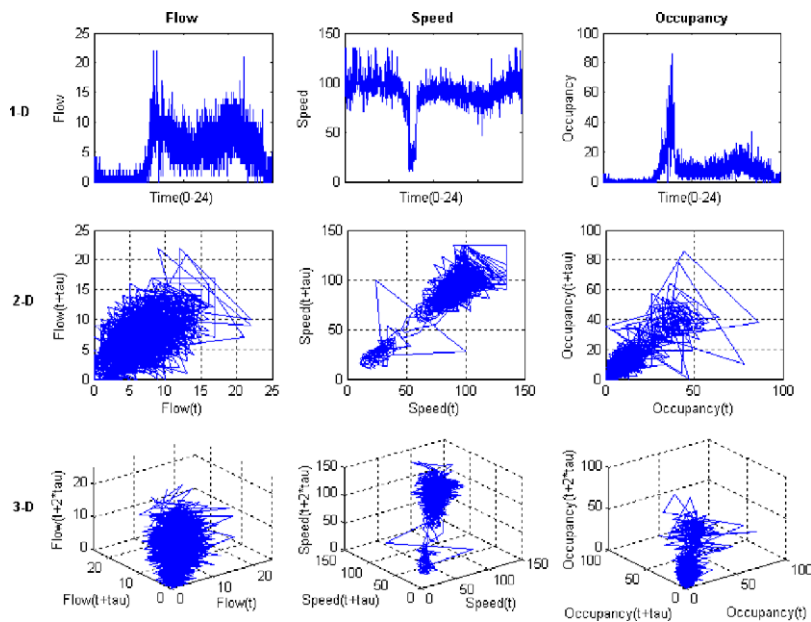 Flow Speed Occupancy
1-D
Flow
25
20
15
10
5
0
Time(0-24)
Speed
150
100
50
0
Time(0-24)
Occupancy
100
80
60
40
20
0
Time(0-24)
2-D
Flow(t+tau)
25
20
15
10
5
0
0 5 10 15 20 25
Flow(t)
Speed(t+tau)
150
100
50
0
0 50 100 150
Speed(t)
Occupancy(t+tau)
100
80
60
40
20
0
0 50 100
Occupancy(t)
3-D
Flow(t+2*tau)
20
15
10
5
0
20
10
0
Flow(t+tau)
0
10
20
Flow(t)
Speed(t+2*tau)
150
100
50
0
150
100
50
0
Speed(t+tau)
0
50
100
150
Speed(t)
Occupancy(t+2*tau)
100
50
0
100
50
0
Occupancy(t+tau)
0
50
100
Occupancy(t)